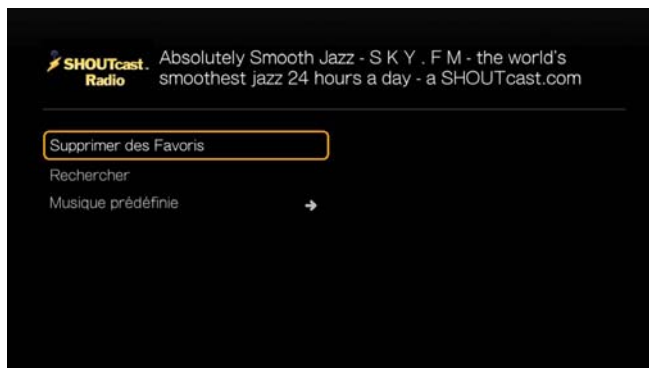 SHOUTcast
Radio
Absolutely Smooth Jazz - S K Y . F M - the world's
smoothest jazz 24 hours a day - a SHOUTcast.com
Supprimer des Favoris
Rechercher
Musique prédéfinie